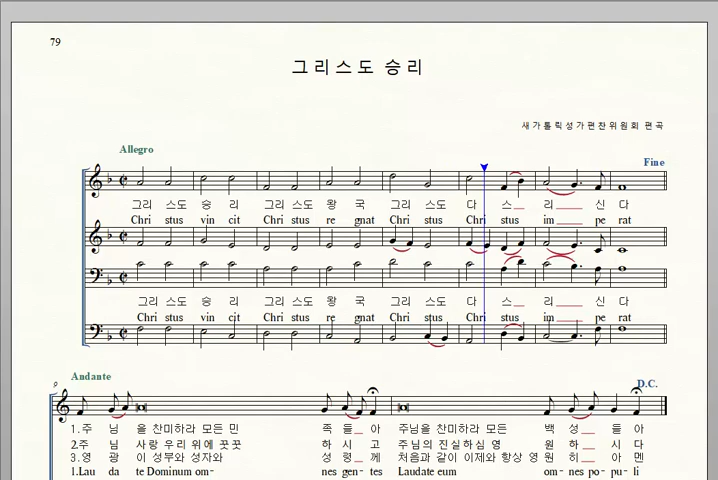 79
그리스도 승리
새가톨릭성가편찬위원회 편곡
Allegro
Fine
그리 스도 승 리 그리 스도 왕 국 그리 스도 다 스 리 신 다
Chri stus vin cit Chri stus re gnat Chri stus Chri stus im pe rat
그리 스도 승 리 그리 스도 왕 국 그리 스도 다 스 리 신 다
Chri stus vin cit Chri stus re gnat Chri stus Chri stus im pe rat
Andante
D.C.
9
1.주 님 을 찬미하라 모든 민 족 들 아 주님을 찬미하라 모든 백 성 들 아
2.주 님 사랑 우리 위에 꿋꿋 하 시 고 주님의 진실하심 영 원 하 시 다
3.영 광 이 성부와 성자와 성 령 께 처음과 같이 이제와 항상 영 원 히 아 멘
1.Lau da te Dominum om- nes gen- tes Laudate eum om- nes po- pu- li